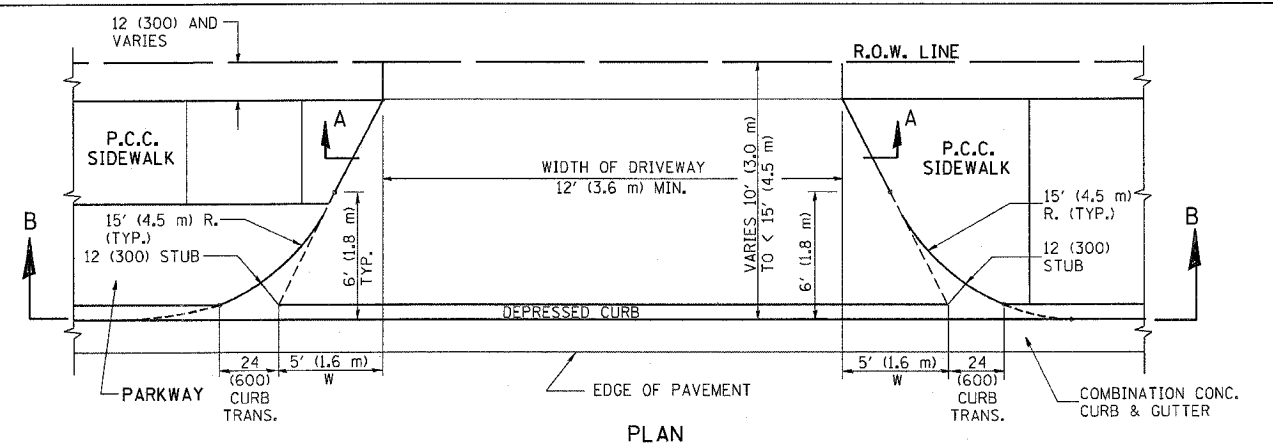 12 (300) AND
VARIES
R.O.W. LINE
A
A
P.C.C.
SIDEWALK
P.C.C.
SIDEWALK
WIDTH OF DRIVEWAY
12' (3.6 m) MIN.
VARIES 10' (3.0 m)
TO < 15' (4.5 m)
B
B
15' (4.5 m) R.
(TYP.)
12 (300) STUB
6' (1.8 m)
TYP.
6' (1.8 m)
15' (4.5 m)
R. (TYP.)
12 (300)
STUB
DEPRESSED CURB
24
(600)
CURB
TRANS.
5' (1.6 m)
W
5' (1.6 m)
W
24
(600)
CURB
TRANS.
PARKWAY
EDGE OF PAVEMENT
COMBINATION CONC.
CURB & GUTTER
PLAN